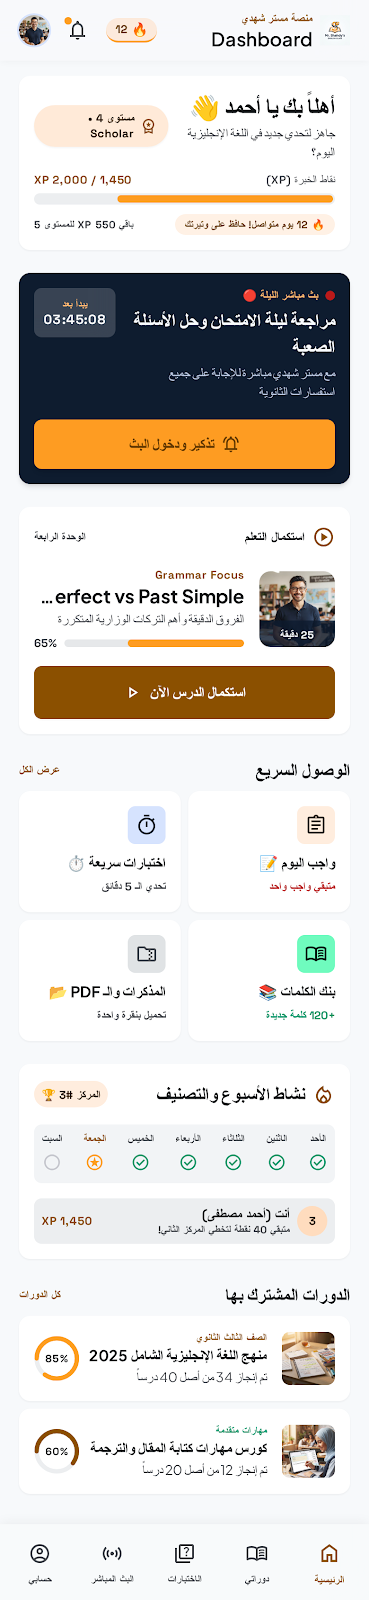 منصة مستر شهدي
Dashboard
🔥 12
أهلاً بك يا أحمد 👋
جاهز لتحدي جديد في اللغة الإنجليزية
اليوم؟
مستوى 4 •
Scholar
نقاط الخبرة (XP)
1,450 / 2,000 XP
🔥 12 يوم متواصل! حافظ على وتيرتك
باقي 550 XP للمستوى 5
بث مباشر الليلة 🔴
مراجعة ليلة الامتحان وحل الأسئلة
الصعبة
مع مستر شهدي مباشرة للإجابة على جميع
استفسارات الثانوية
يبدأ بعد
03:45:08
تذكير ودخول البث
استكمال التعلم
الوحدة الرابعة
Grammar Focus
...erfect vs Past Simple
الفروق الدقيقة وأهم التركات الوزارية المتكررة
65%
25 دقيقة
استكمال الدرس الآن
الوصول السريع
عرض الكل
واجب اليوم 📝
متبقي واجب واحد
اختبارات سريعة ⏱️
تحدي الـ 5 دقائق
بنك الكلمات 📚
+120 كلمة جديدة
المذكرات والـ PDF 📂
تحميل بنقرة واحدة
نشاط الأسبوع والتصنيف
المركز #3 🏆
الأحد
الاثنين
الثلاثاء
الأربعاء
الخميس
الجمعة
السبت
3
أنت (أحمد مصطفى)
متبقي 40 نقطة لتخطي المركز الثاني!
1,450 XP
الدورات المشترك بها
كل الدورات
الصف الثالث الثانوي
منهج اللغة الإنجليزية الشامل 2025
تم إنجاز 34 من أصل 40 درساً
85%
مهارات متقدمة
كورس مهارات كتابة المقال والترجمة
تم إنجاز 12 من أصل 20 درساً
60%
الرئيسية
دوراتي
الاختبارات
البث المباشر
حسابي